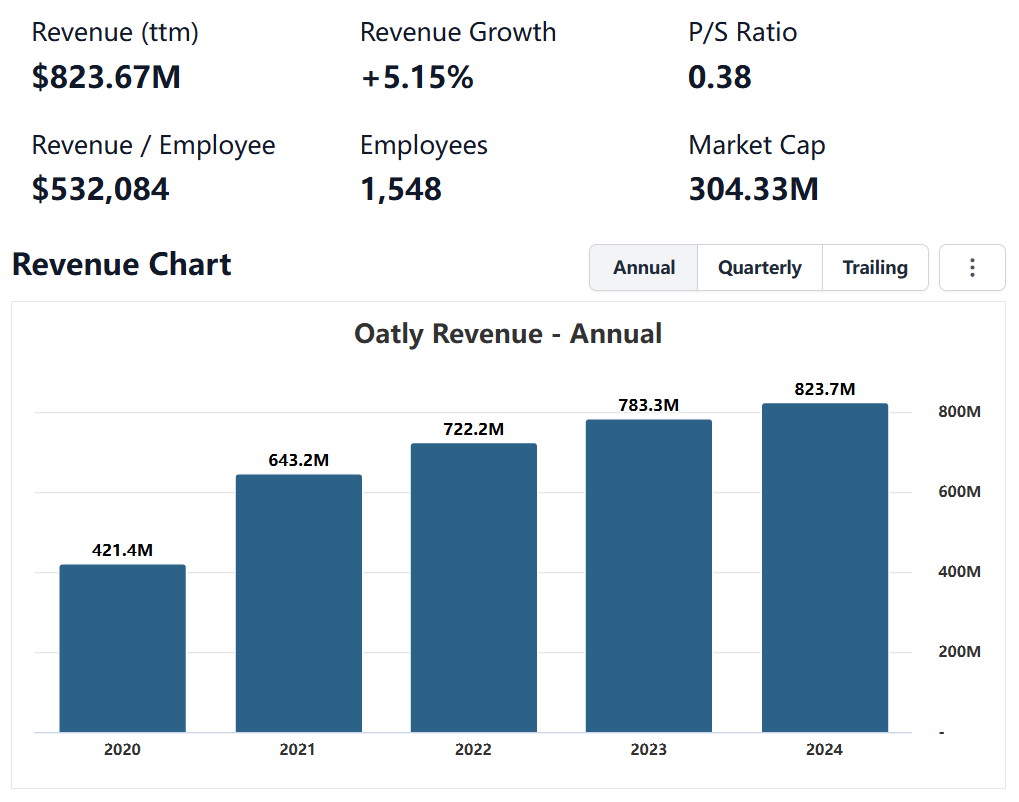 Revenue (ttm)
$823.67M
Revenue Growth
+5.15%
P/S Ratio
0.38
Revenue / Employee
$532,084
Employees
1,548
Market Cap
304.33M
Revenue Chart
Annual
Quarterly
Trailing
Oatly Revenue - Annual
421.4M
643.2M
722.2M
783.3M
823.7M
800M
600M
400M
200M
-
2020
2021
2022
2023
2024